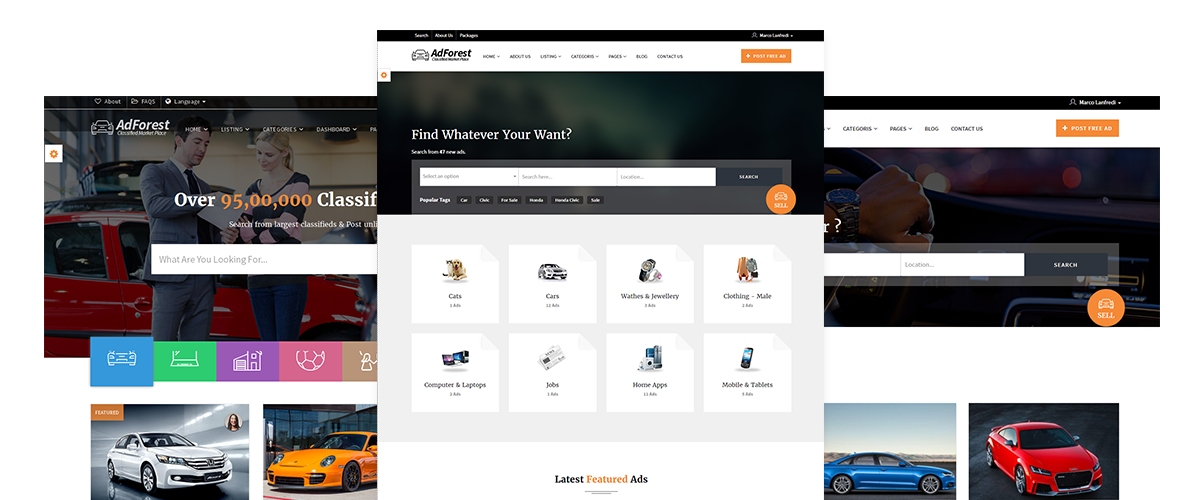 About FAQS Language
AdForest
Classified Market Place
HOME LISTING CATEGORIES DASHBOARD PA
Over 95,00,000 Classif
Search from largest classifieds & Post unli
What Are You Looking For...
FEATURED
Search About Us Packages Marco Lanfredi
AdForest
Classified Market Place
HOME ABOUT US LISTING CATEGORIS PAGES BLOG CONTACT US + POST FREE AD
Find Whatever Your Want?
Search from 47 new ads.
Select an option Search here... Location... SEARCH
Popular Tags Car Civic For Sale Honda Honda Civic Sale
SELL
Cats Cars Wathes & Jewellery Clothing - Male
1 Ads 12 Ads 3 Ads 2 Ads
Computer & Laptops Jobs Home Apps Mobile & Tablets
3 Ads 1 Ads 11 Ads 5 Ads
Latest Featured Ads
Marco Lanfredi
CATEGORIS PAGES BLOG CONTACT US + POST FREE AD
r ?
Location... SEARCH
SELL